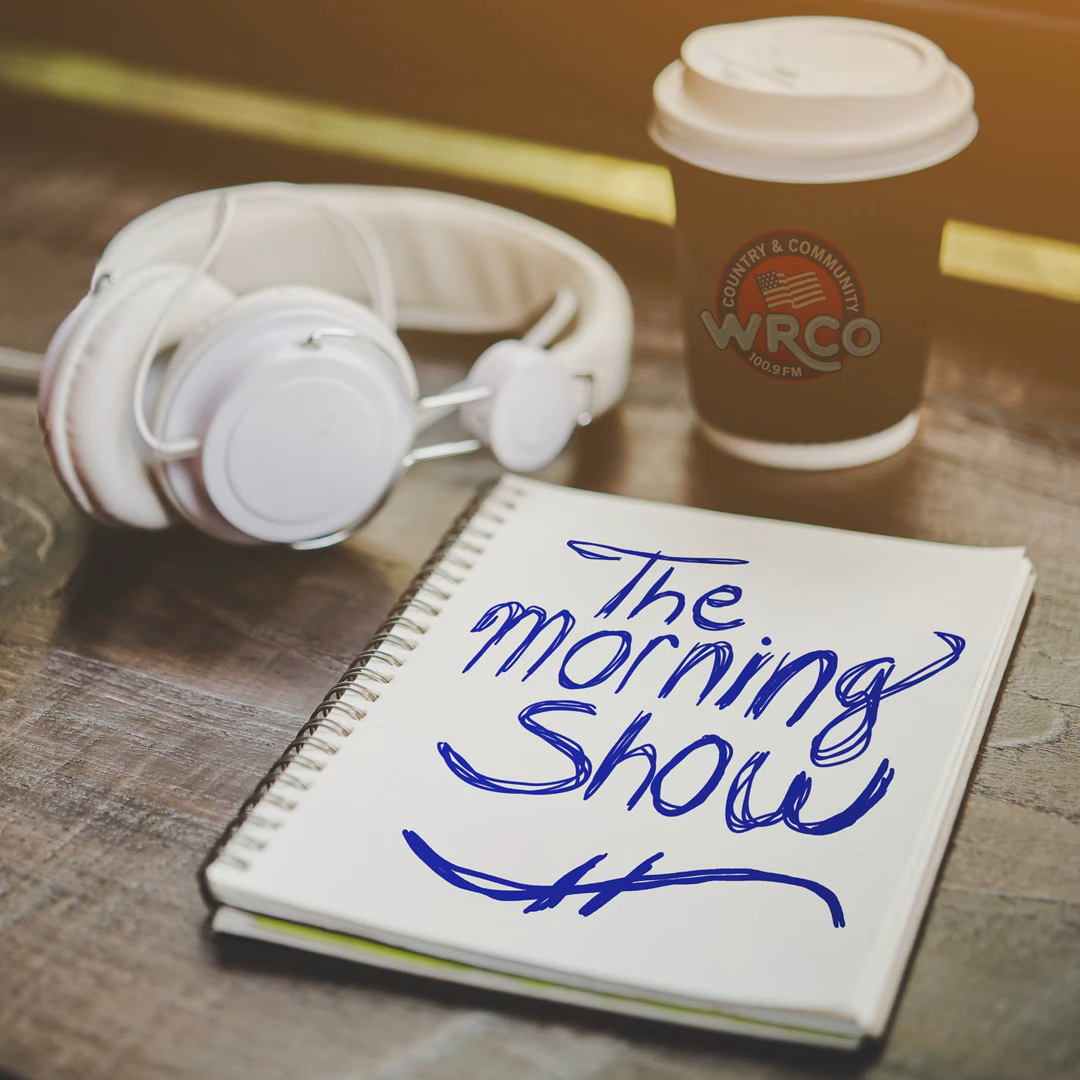 COUNTRY & COMMUNITY
WRCO
100.9 FM
The
morning
Show